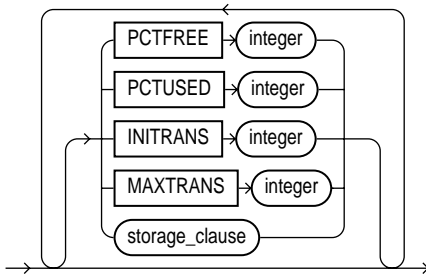 PCTFREE integer
PCTUSED integer
INITRANS integer
MAXTRANS integer
storage_clause